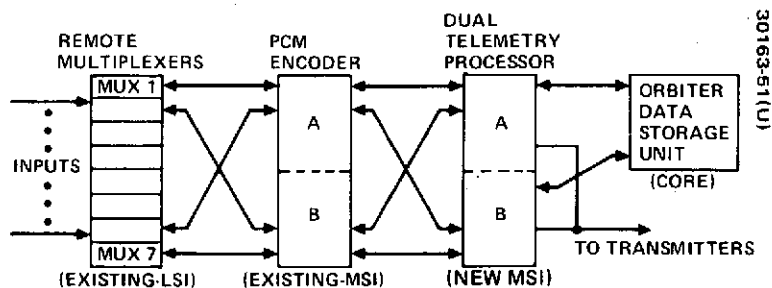 30163-51(U)
REMOTE
MULTIPLEXERS
PCM
ENCODER
DUAL
TELEMETRY
PROCESSOR
INPUTS
MUX 1
MUX 7
(EXISTING-LSI)
A
B
(EXISTING-MSI)
A
B
(NEW MSI)
ORBITER
DATA
STORAGE
UNIT
(CORE)
TO TRANSMITTERS